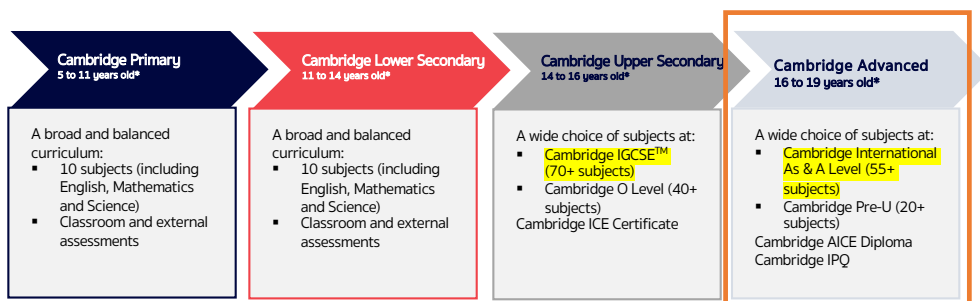 Cambridge Primary
5 to 11 years old*
A broad and balanced
curriculum:
▪ 10 subjects (including
English, Mathematics
and Science)
▪ Classroom and external
assessments
Cambridge Lower Secondary
11 to 14 years old*
A broad and balanced
curriculum:
▪ 10 subjects (including
English, Mathematics
and Science)
▪ Classroom and external
assessments
Cambridge Upper Secondary
14 to 16 years old*
A wide choice of subjects at:
▪ Cambridge IGCSE™
(70+ subjects)
▪ Cambridge O Level (40+
subjects)
Cambridge ICE Certificate
Cambridge Advanced
16 to 19 years old*
A wide choice of subjects at:
▪ Cambridge International
As & A Level (55+
subjects)
▪ Cambridge Pre-U (20+
subjects)
Cambridge AICE Diploma
Cambridge IPQ